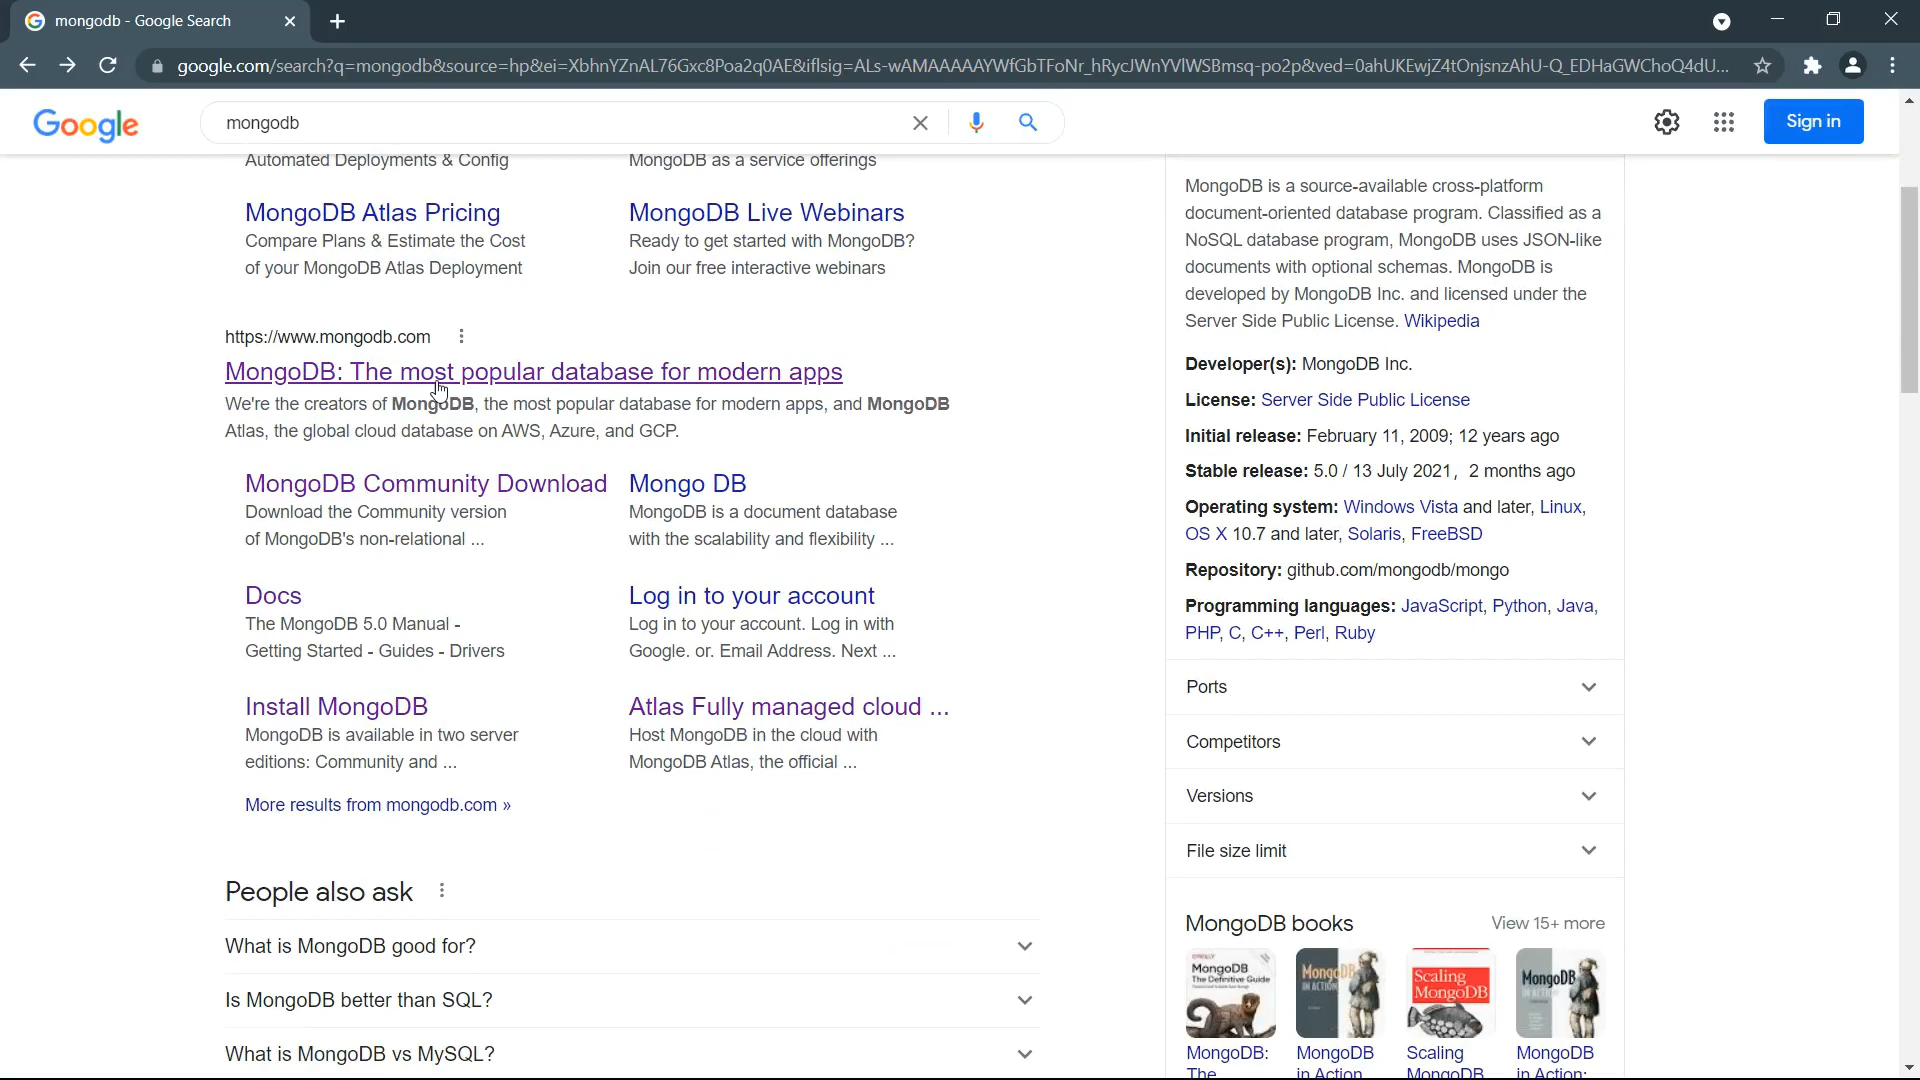 mongodb - Google Search
google.com/search?q=mongodb&source=hp&ei=XbhnYZnAL76Gxc8Poa2q0AE&iflsig=ALs-wAMAAAAAYWfGbTFoNr_hRycJWnYVlWSBmsq-po2p&ved=0ahUKEwjZ4tOnjsnzAhU-Q_EDHaGWChoQ4dU...
Google
mongodb
Sign in
Automated Deployments & Config
MongoDB as a service offerings
MongoDB Atlas Pricing
Compare Plans & Estimate the Cost
of your MongoDB Atlas Deployment
MongoDB Live Webinars
Ready to get started with MongoDB?
Join our free interactive webinars
https://www.mongodb.com
MongoDB: The most popular database for modern apps
We're the creators of MongoDB, the most popular database for modern apps, and MongoDB
Atlas, the global cloud database on AWS, Azure, and GCP.
MongoDB Community Download
Download the Community version
of MongoDB's non-relational ...
Mongo DB
MongoDB is a document database
with the scalability and flexibility ...
Docs
The MongoDB 5.0 Manual -
Getting Started - Guides - Drivers
Log in to your account
Log in to your account. Log in with
Google. or. Email Address. Next ...
Install MongoDB
MongoDB is available in two server
editions: Community and ...
Atlas Fully managed cloud ...
Host MongoDB in the cloud with
MongoDB Atlas, the official ...
More results from mongodb.com »
People also ask
What is MongoDB good for?
Is MongoDB better than SQL?
What is MongoDB vs MySQL?
MongoDB is a source-available cross-platform
document-oriented database program. Classified as a
NoSQL database program, MongoDB uses JSON-like
documents with optional schemas. MongoDB is
developed by MongoDB Inc. and licensed under the
Server Side Public License. Wikipedia
Developer(s): MongoDB Inc.
License: Server Side Public License
Initial release: February 11, 2009; 12 years ago
Stable release: 5.0 / 13 July 2021, 2 months ago
Operating system: Windows Vista and later, Linux,
OS X 10.7 and later, Solaris, FreeBSD
Repository: github.com/mongodb/mongo
Programming languages: JavaScript, Python, Java,
PHP, C, C++, Perl, Ruby
Ports
Competitors
Versions
File size limit
MongoDB books
View 15+ more
O'REILLY
MongoDB
The Definitive Guide
MongoDB
IN ACTION
Scaling
MongoDB
MongoDB
IN ACTION
MongoDB:
The
MongoDB
in Action
Scaling
MongoDB
MongoDB
in Action: